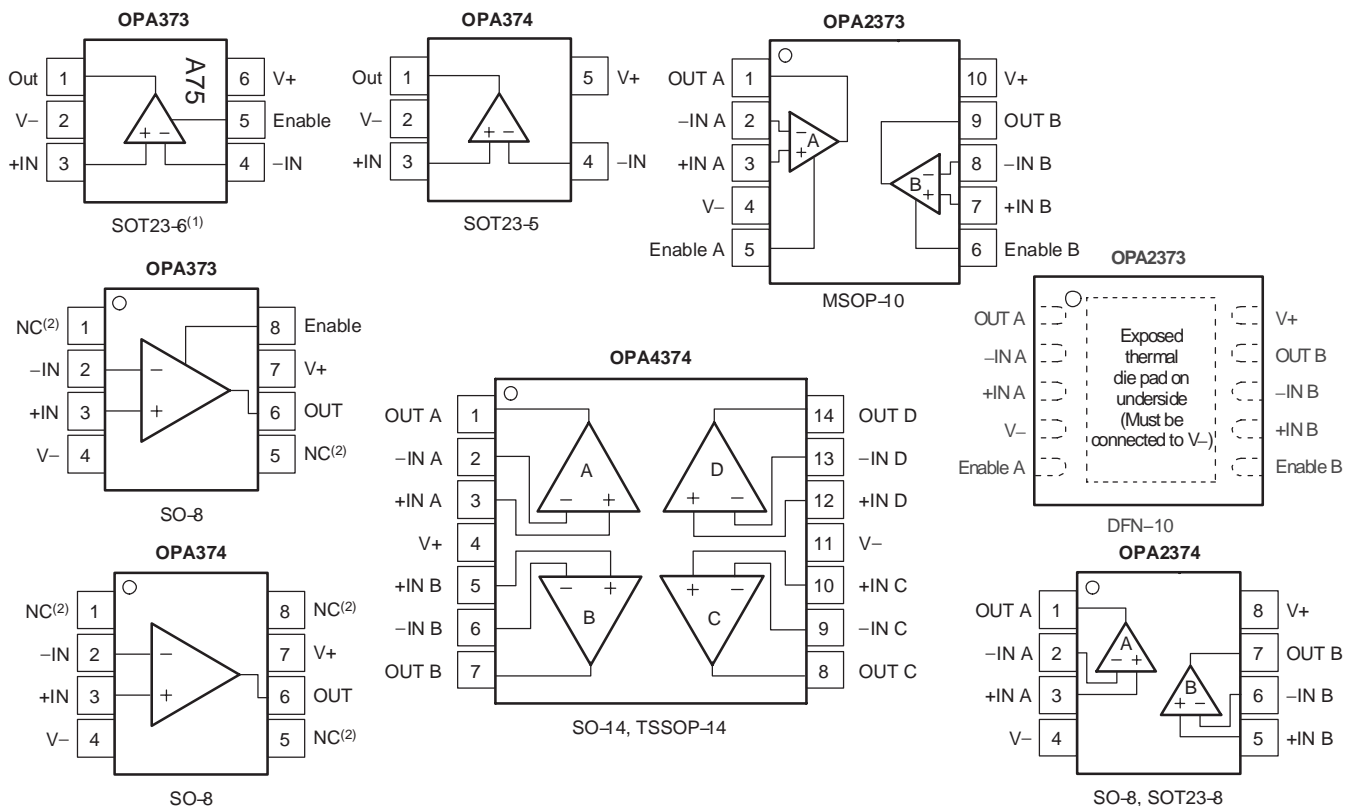 OPA373
Out 1
V– 2
+IN 3
A75
6 V+
5 Enable
4 –IN
+ –
SOT23-6(1)
OPA374
Out 1
V– 2
+IN 3
5 V+
4 –IN
+ –
SOT23-5
OPA2373
OUT A 1
–IN A 2
+IN A 3
V– 4
Enable A 5
10 V+
9 OUT B
8 –IN B
7 +IN B
6 Enable B
– + A
B – +
MSOP-10
OPA373
NC(2) 1
–IN 2
+IN 3
V– 4
8 Enable
7 V+
6 OUT
5 NC(2)
–
+
SO-8
OPA4374
OUT A 1
–IN A 2
+IN A 3
V+ 4
+IN B 5
–IN B 6
OUT B 7
14 OUT D
13 –IN D
12 +IN D
11 V–
10 +IN C
9 –IN C
8 OUT C
A
– +
D
+ –
– +
B
+ –
C
SO-14, TSSOP-14
OPA2373
OUT A
–IN A
+IN A
V–
Enable A
Exposed
thermal
die pad on
underside
(Must be
connected to V–)
V+
OUT B
–IN B
+IN B
Enable B
DFN-10
OPA374
NC(2) 1
–IN 2
+IN 3
V– 4
8 NC(2)
7 V+
6 OUT
5 NC(2)
–
+
SO-8
OPA2374
OUT A 1
–IN A 2
+IN A 3
V– 4
8 V+
7 OUT B
6 –IN B
5 +IN B
A
– +
B
+ –
SO-8, SOT23-8